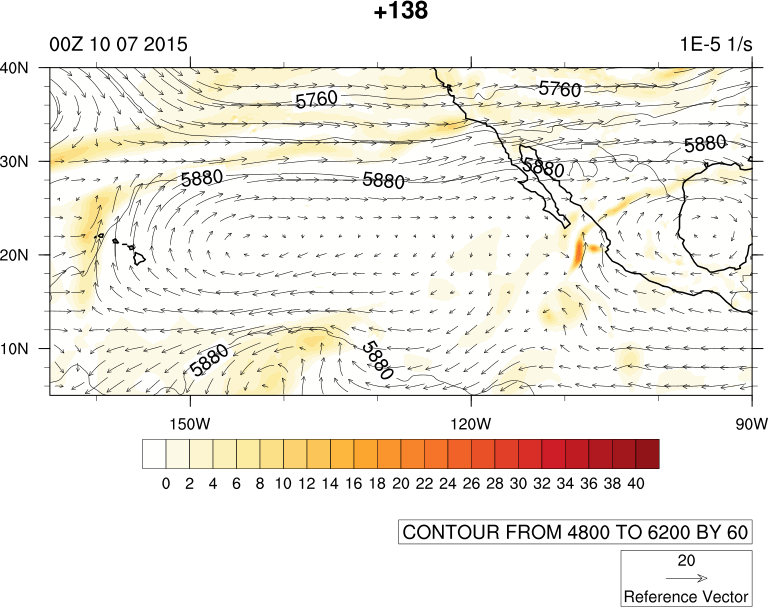 +138
00Z 10 07 2015 1E-5 1/s
40N
5760 5760
5880
30N
5880 5880 5880
20N
10N
5880 5880
150W 120W 90W
0 2 4 6 8 10 12 14 16 18 20 22 24 26 28 30 32 34 36 38 40
CONTOUR FROM 4800 TO 6200 BY 60
20
Reference Vector